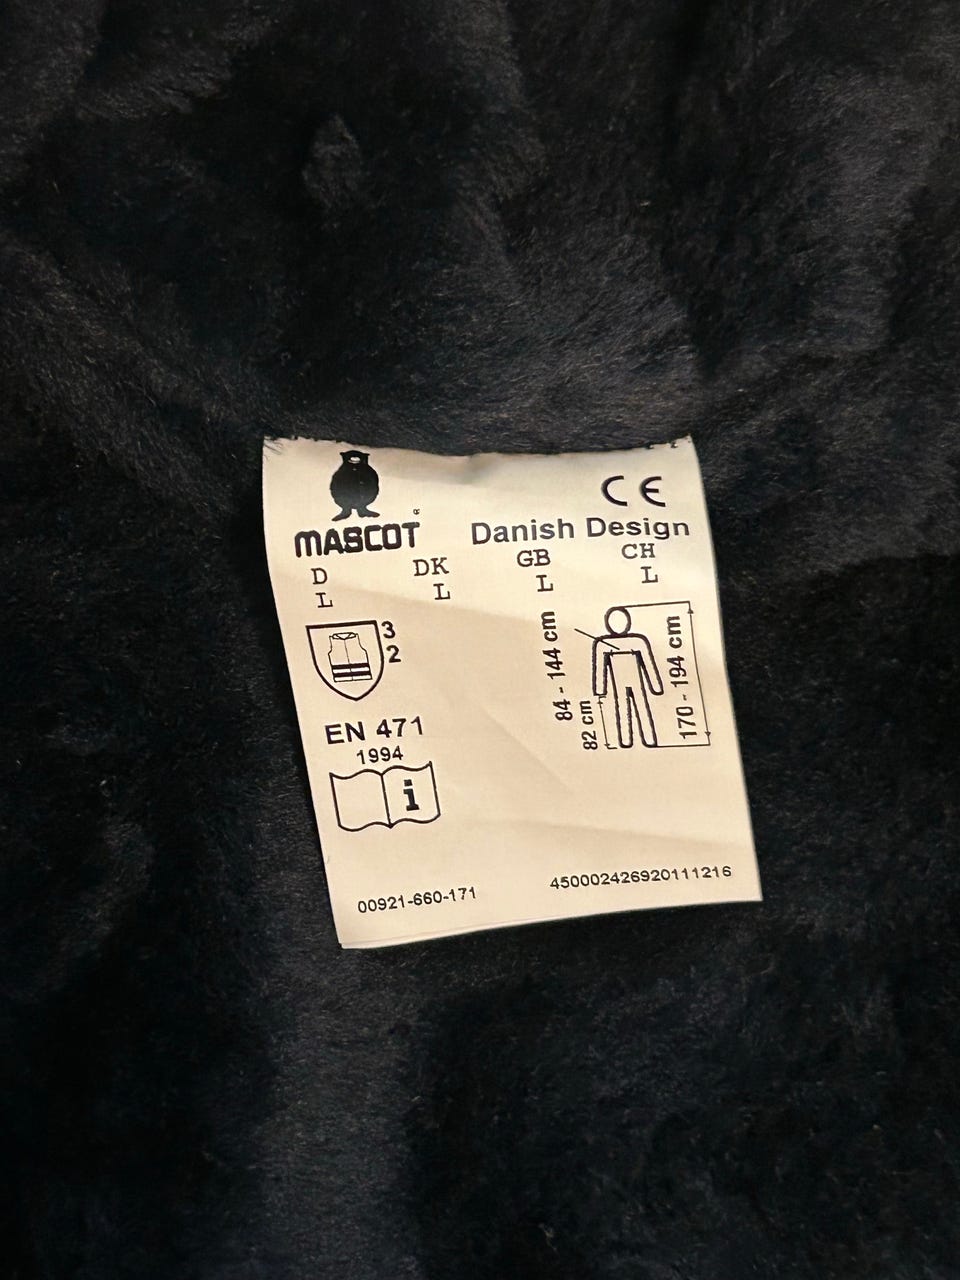 CE
MASCOT®
Danish Design
D DK GB CH
L L L L
3
2
84 - 144 cm
82 cm
170 - 194 cm
EN 471
1994
i
00921-660-171
450002426920111216